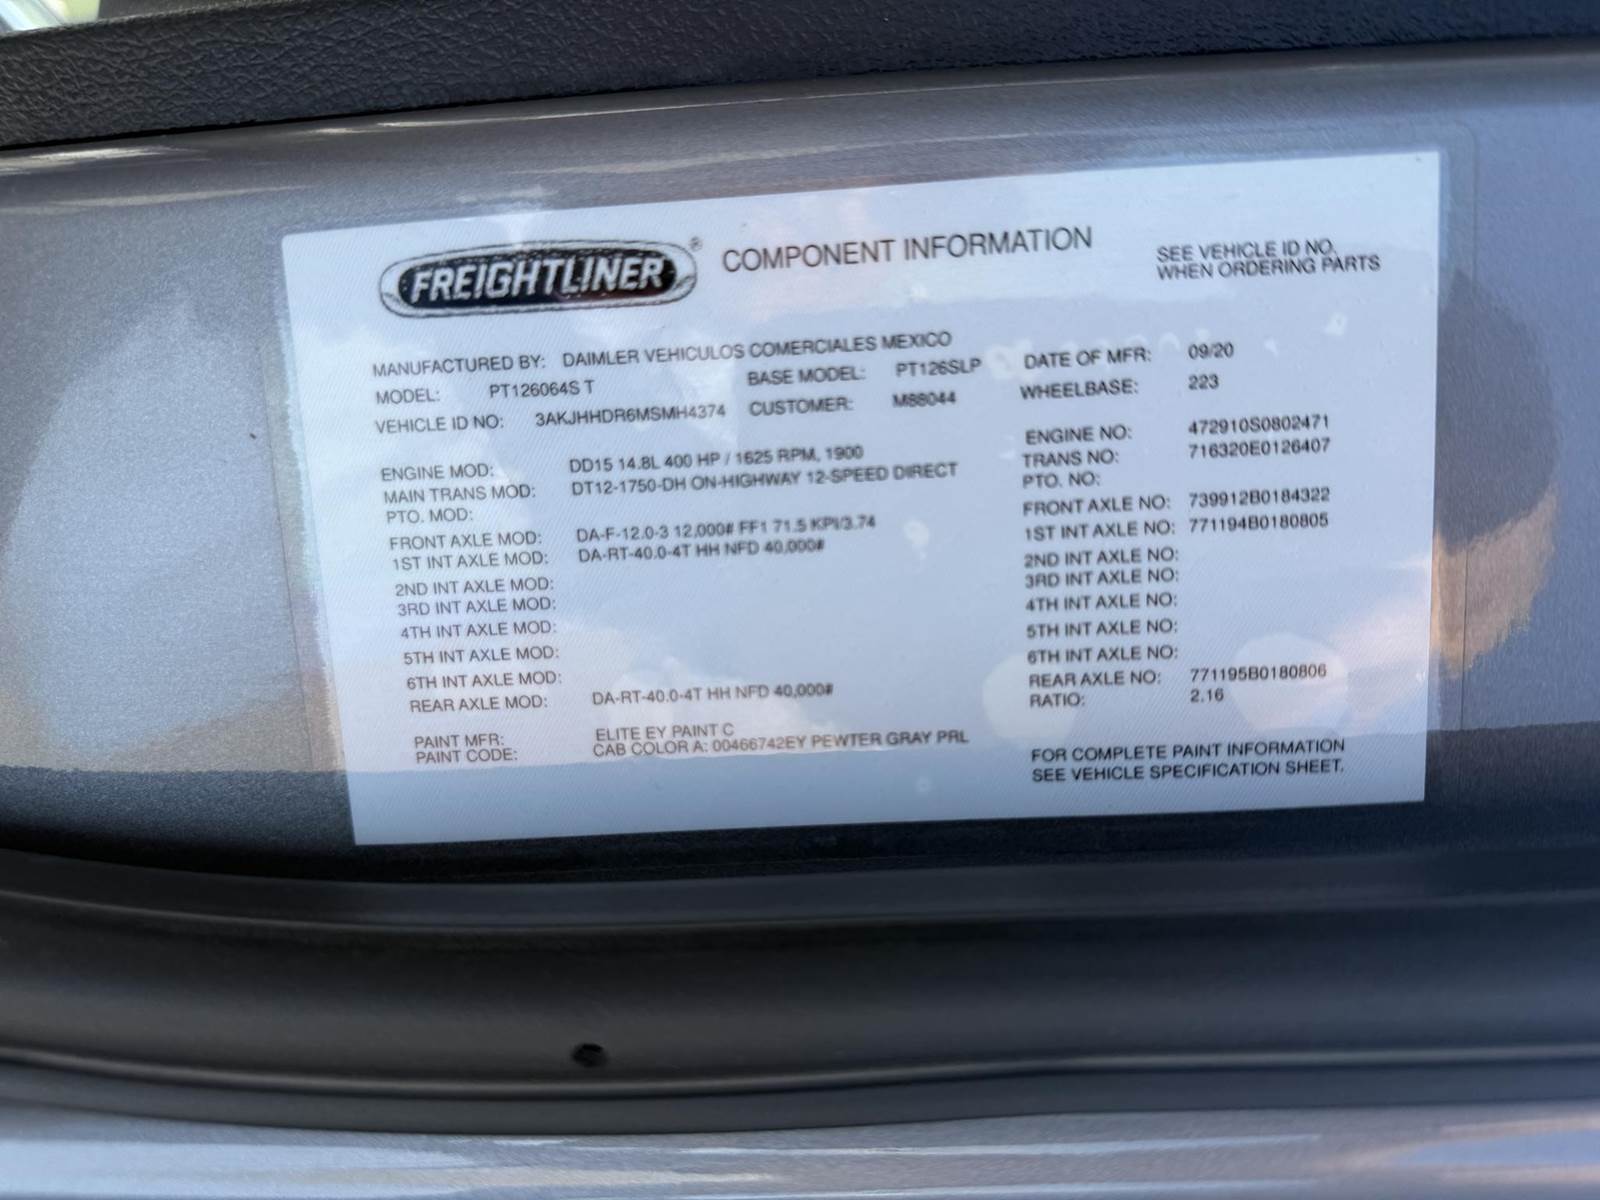 FREIGHTLINER® COMPONENT INFORMATION
SEE VEHICLE ID NO.
WHEN ORDERING PARTS
MANUFACTURED BY: DAIMLER VEHICULOS COMERCIALES MEXICO DATE OF MFR: 09/20
MODEL: PT126064S T BASE MODEL: PT126SLP WHEELBASE: 223
VEHICLE ID NO: 3AKJHHDR6MSMH4374 CUSTOMER: M88044
ENGINE MOD: DD15 14.8L 400 HP / 1625 RPM, 1900 ENGINE NO: 472910S0802471
MAIN TRANS MOD: DT12-1750-DH ON-HIGHWAY 12-SPEED DIRECT TRANS NO: 716320E0126407
PTO. MOD: PTO. NO:
FRONT AXLE MOD: DA-F-12.0-3 12,000# FF1 71.5 KPI/3.74 FRONT AXLE NO: 739912B0184322
1ST INT AXLE MOD: DA-RT-40.0-4T HH NFD 40,000# 1ST INT AXLE NO: 771194B0180805
2ND INT AXLE MOD: 2ND INT AXLE NO:
3RD INT AXLE MOD: 3RD INT AXLE NO:
4TH INT AXLE MOD: 4TH INT AXLE NO:
5TH INT AXLE MOD: 5TH INT AXLE NO:
6TH INT AXLE MOD: 6TH INT AXLE NO:
REAR AXLE MOD: DA-RT-40.0-4T HH NFD 40,000# REAR AXLE NO: 771195B0180806
RATIO: 2.16
PAINT MFR: ELITE EY PAINT C
PAINT CODE: CAB COLOR A: 00466742EY PEWTER GRAY PRL
FOR COMPLETE PAINT INFORMATION
SEE VEHICLE SPECIFICATION SHEET.